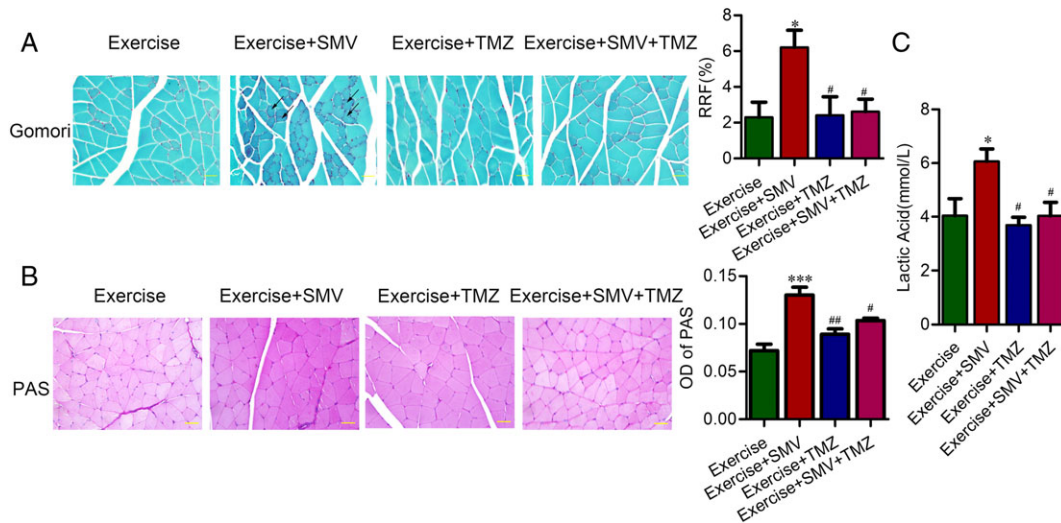 A
Exercise
Exercise+SMV
Exercise+TMZ
Exercise+SMV+TMZ
Gomori
RRF(%)
8
6
4
2
0
*
#
#
Exercise
Exercise+SMV
Exercise+TMZ
Exercise+SMV+TMZ
B
Exercise
Exercise+SMV
Exercise+TMZ
Exercise+SMV+TMZ
PAS
OD of PAS
0.15
0.10
0.05
0.00
***
##
#
Exercise
Exercise+SMV
Exercise+TMZ
Exercise+SMV+TMZ
C
Lactic Acid(mmol/L)
8
6
4
2
0
*
#
#
Exercise
Exercise+SMV
Exercise+TMZ
Exercise+SMV+TMZ